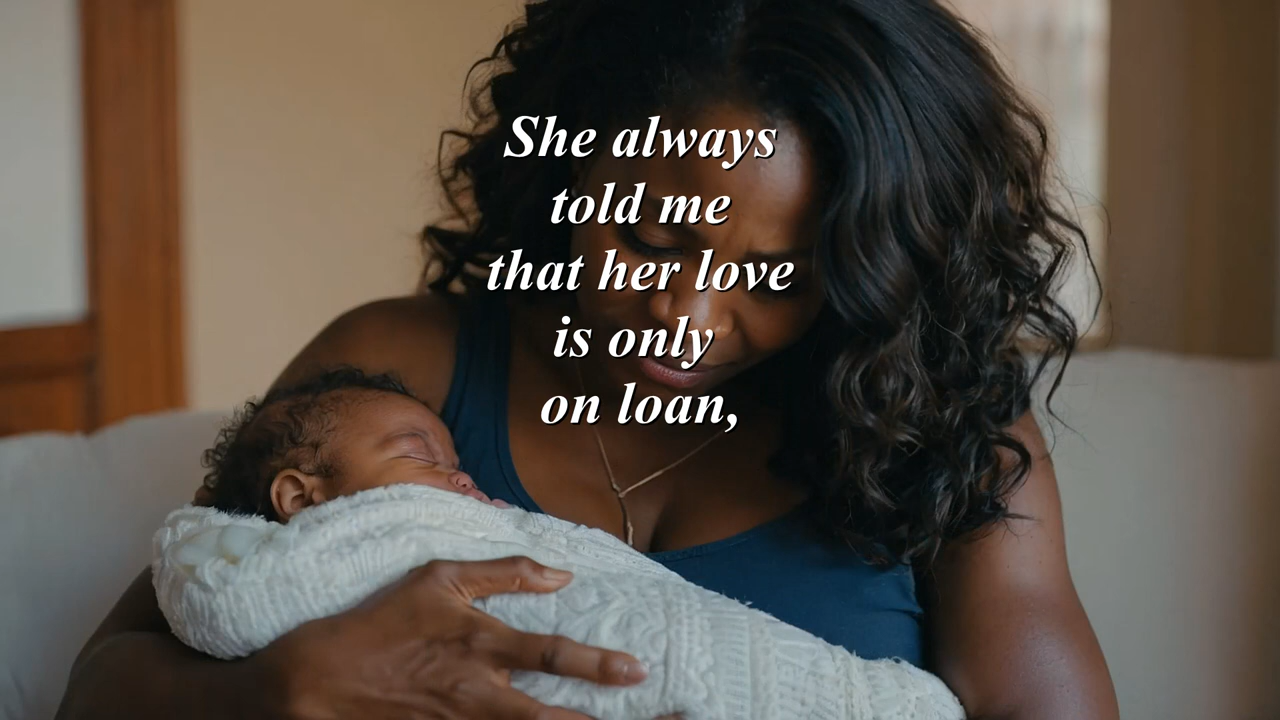 She always
told me
that her love
is only
on loan,